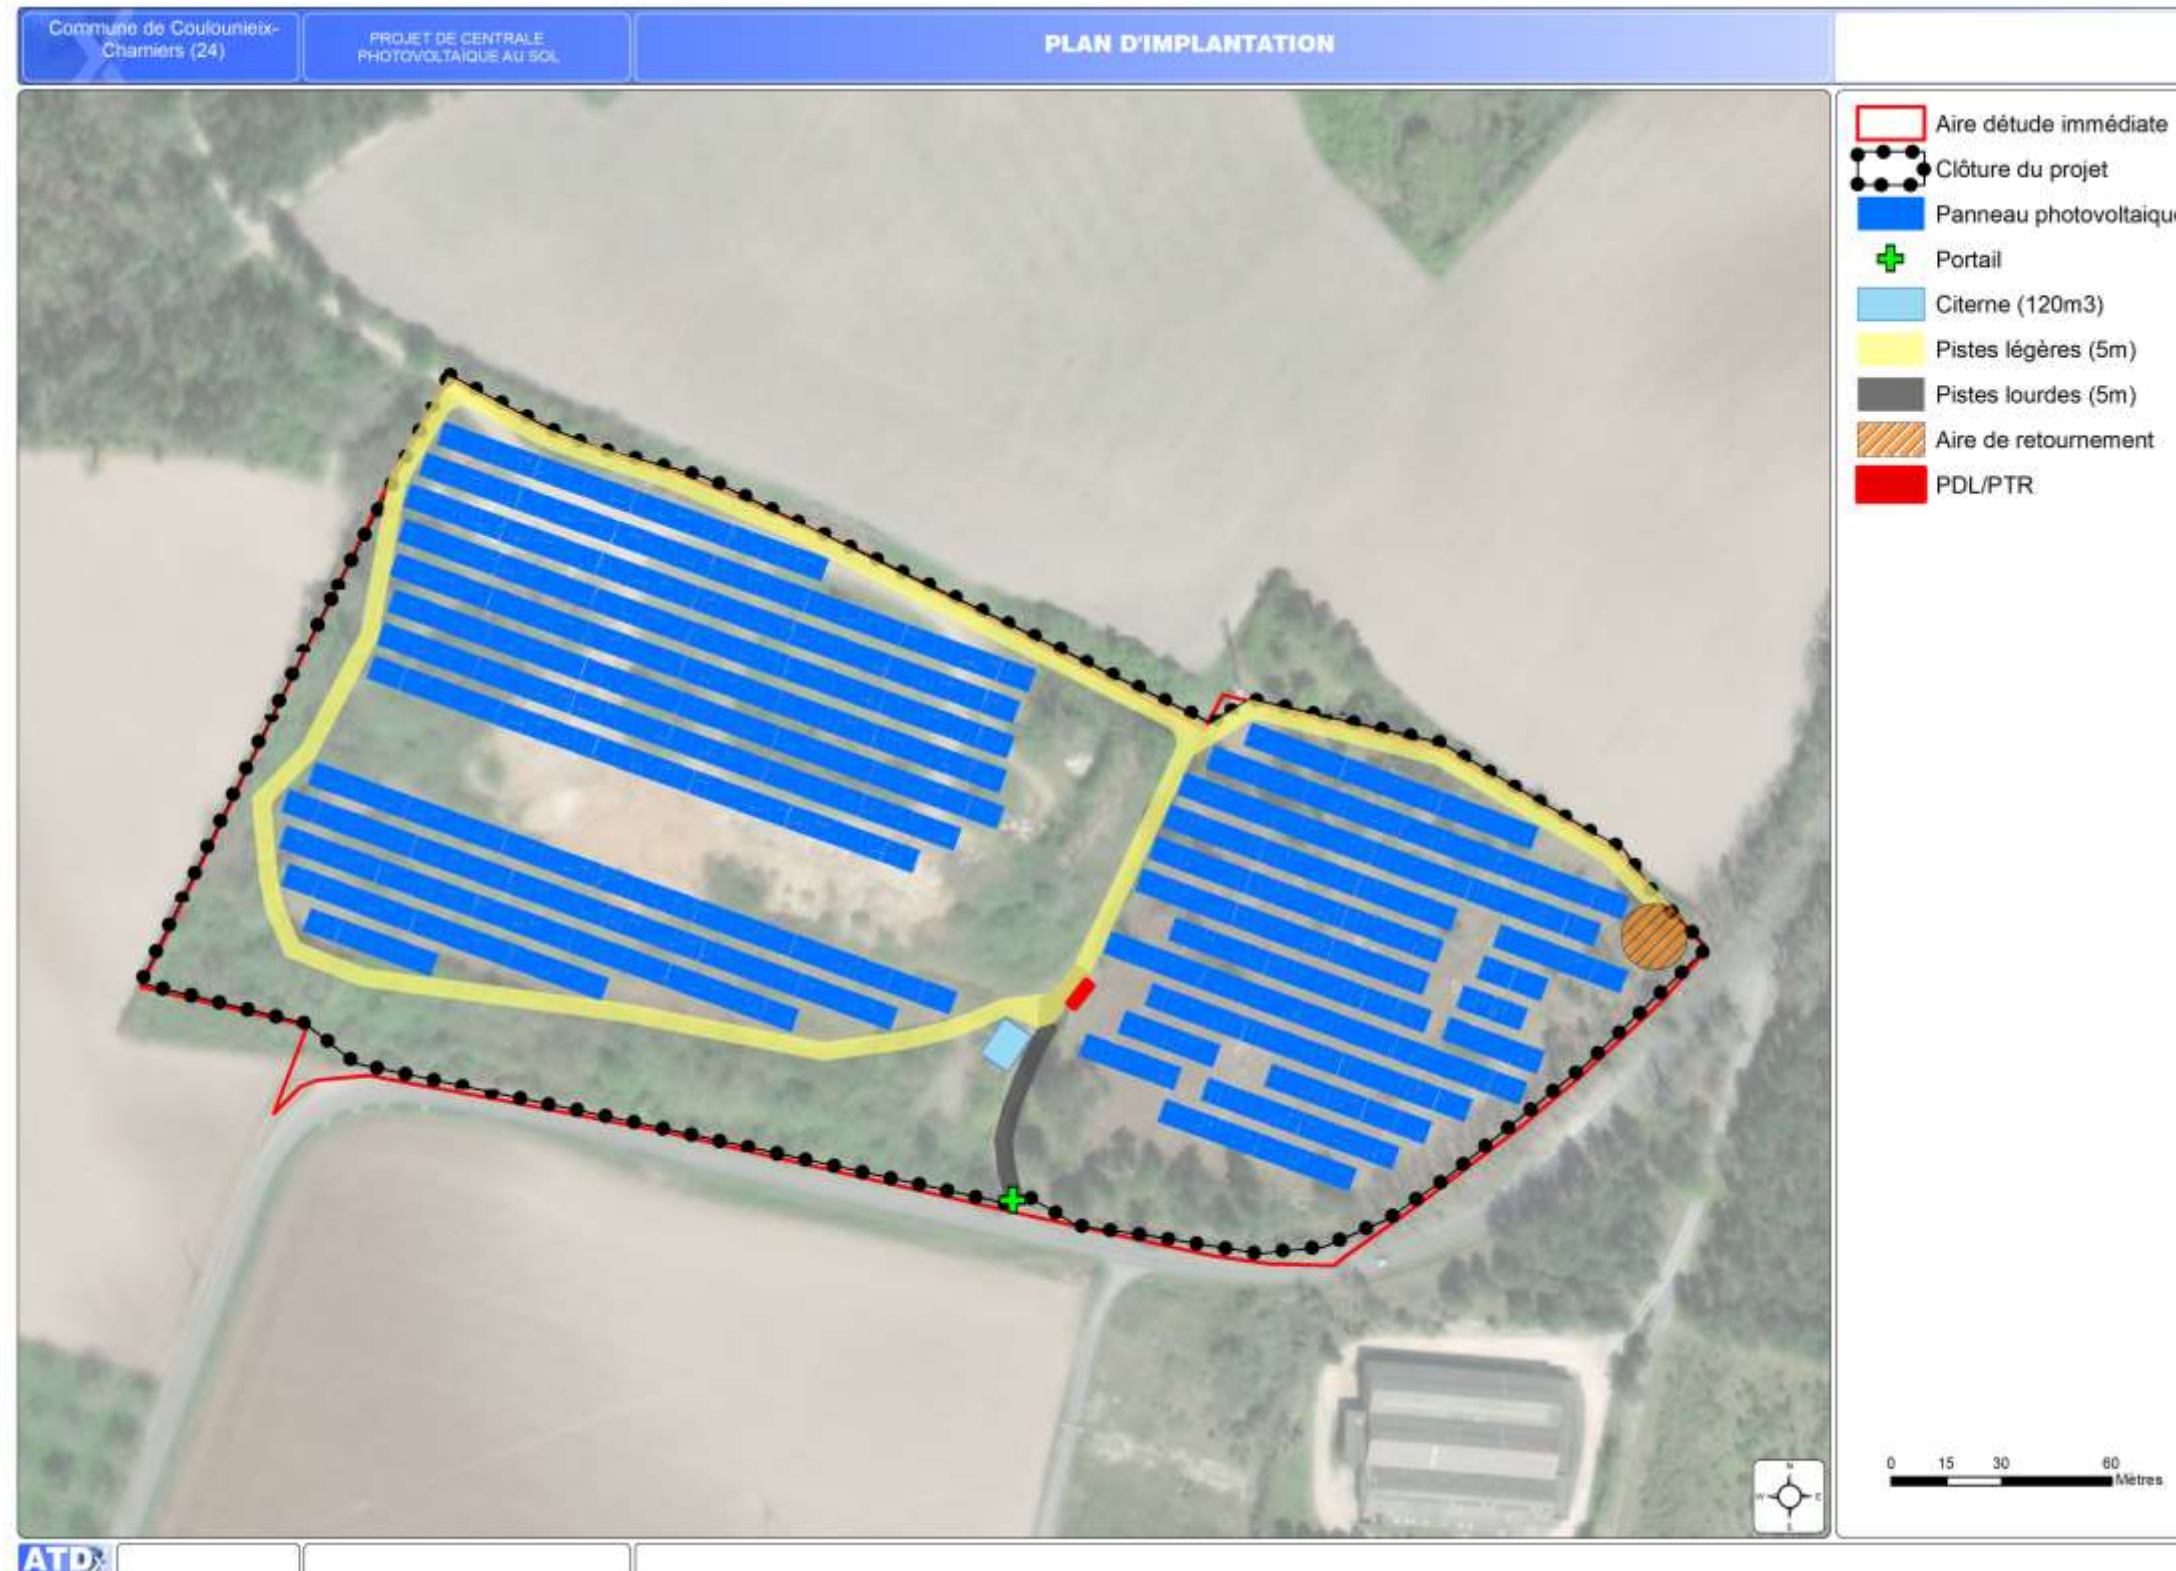 Commune de Coulounieix-
Chamiers (24)
PROJET DE CENTRALE
PHOTOVOLTAÏQUE AU SOL
PLAN D'IMPLANTATION
Aire détude immédiate
Clôture du projet
Panneau photovoltaique
Portail
Citerne (120m3)
Pistes légères (5m)
Pistes lourdes (5m)
Aire de retournement
PDL/PTR
0 15 30 60
Mètres
N
W E
S
ATDx